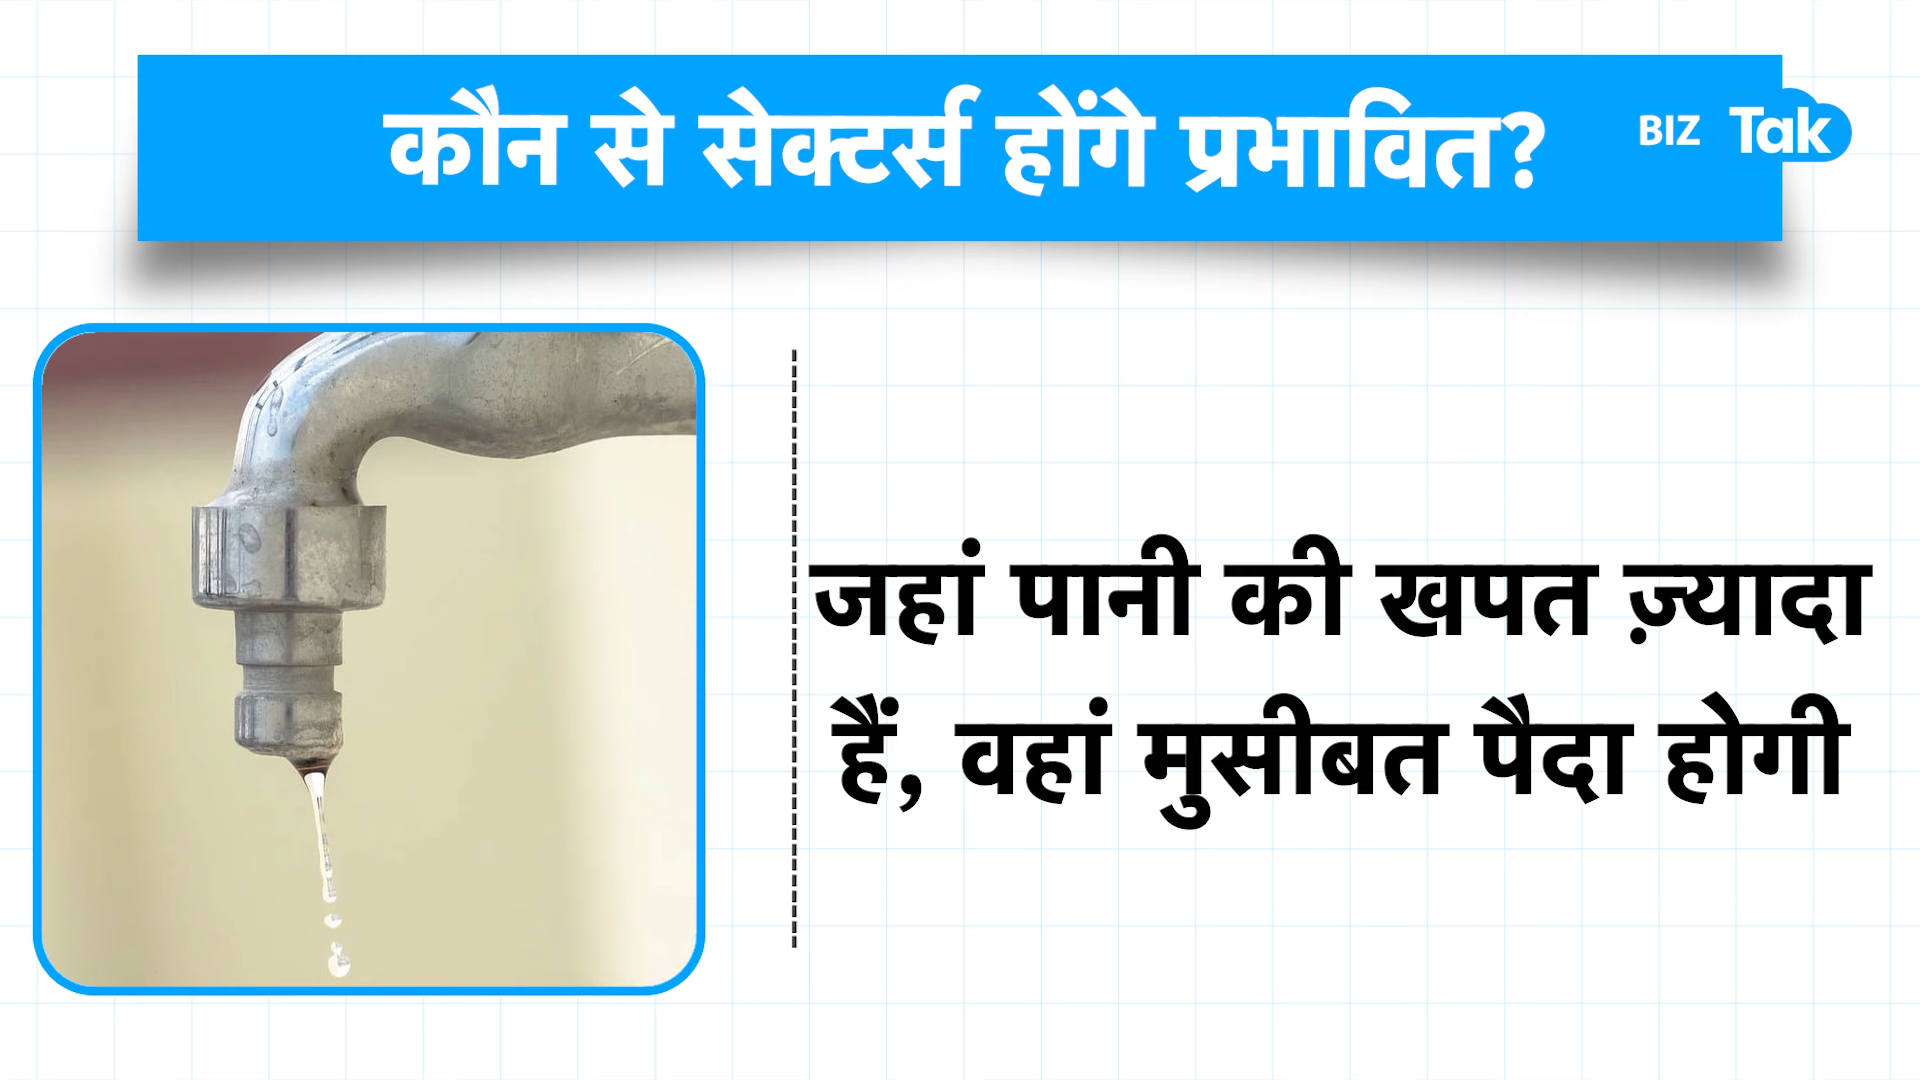 कौन से सेक्टर्स होंगे प्रभावित?
BIZ Tak
जहां पानी की खपत ज़्यादा
हैं, वहां मुसीबत पैदा होगी